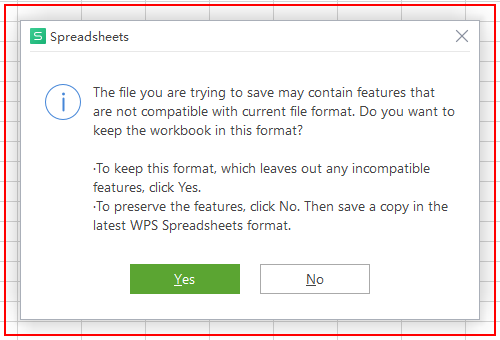 S Spreadsheets
The file you are trying to save may contain features that
are not compatible with current file format. Do you want to
keep the workbook in this format?
·To keep this format, which leaves out any incompatible
features, click Yes.
·To preserve the features, click No. Then save a copy in the
latest WPS Spreadsheets format.
Yes No